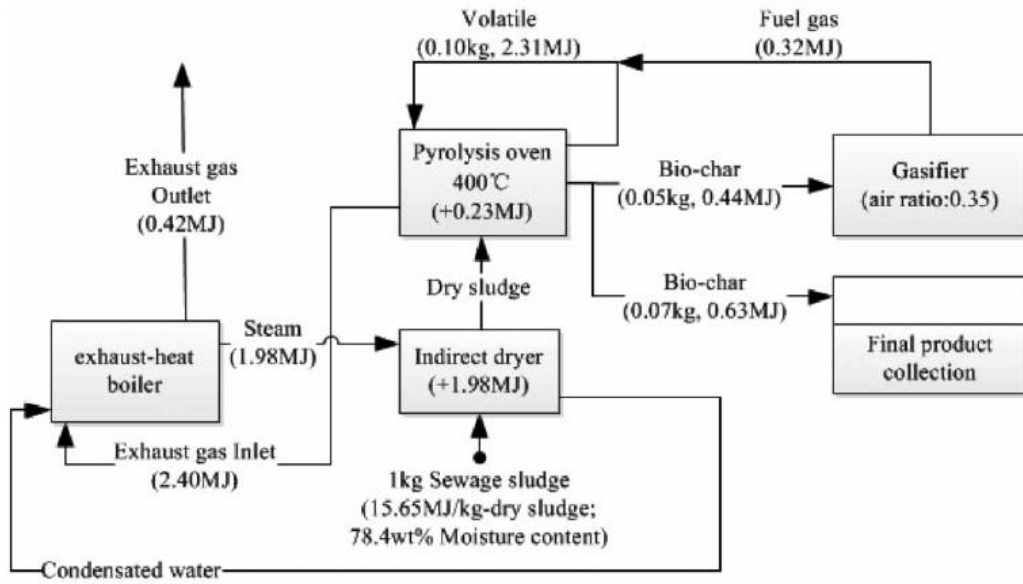 Volatile
(0.10kg, 2.31MJ)
Fuel gas
(0.32MJ)
Exhaust gas
Outlet
(0.42MJ)
Pyrolysis oven
400℃
(+0.23MJ)
Bio-char
(0.05kg, 0.44MJ)
Gasifier
(air ratio:0.35)
Dry sludge
Bio-char
(0.07kg, 0.63MJ)
exhaust-heat
boiler
Steam
(1.98MJ)
Indirect dryer
(+1.98MJ)
Final product
collection
Exhaust gas Inlet
(2.40MJ)
1kg Sewage sludge
(15.65MJ/kg-dry sludge;
78.4wt% Moisture content)
Condensated water